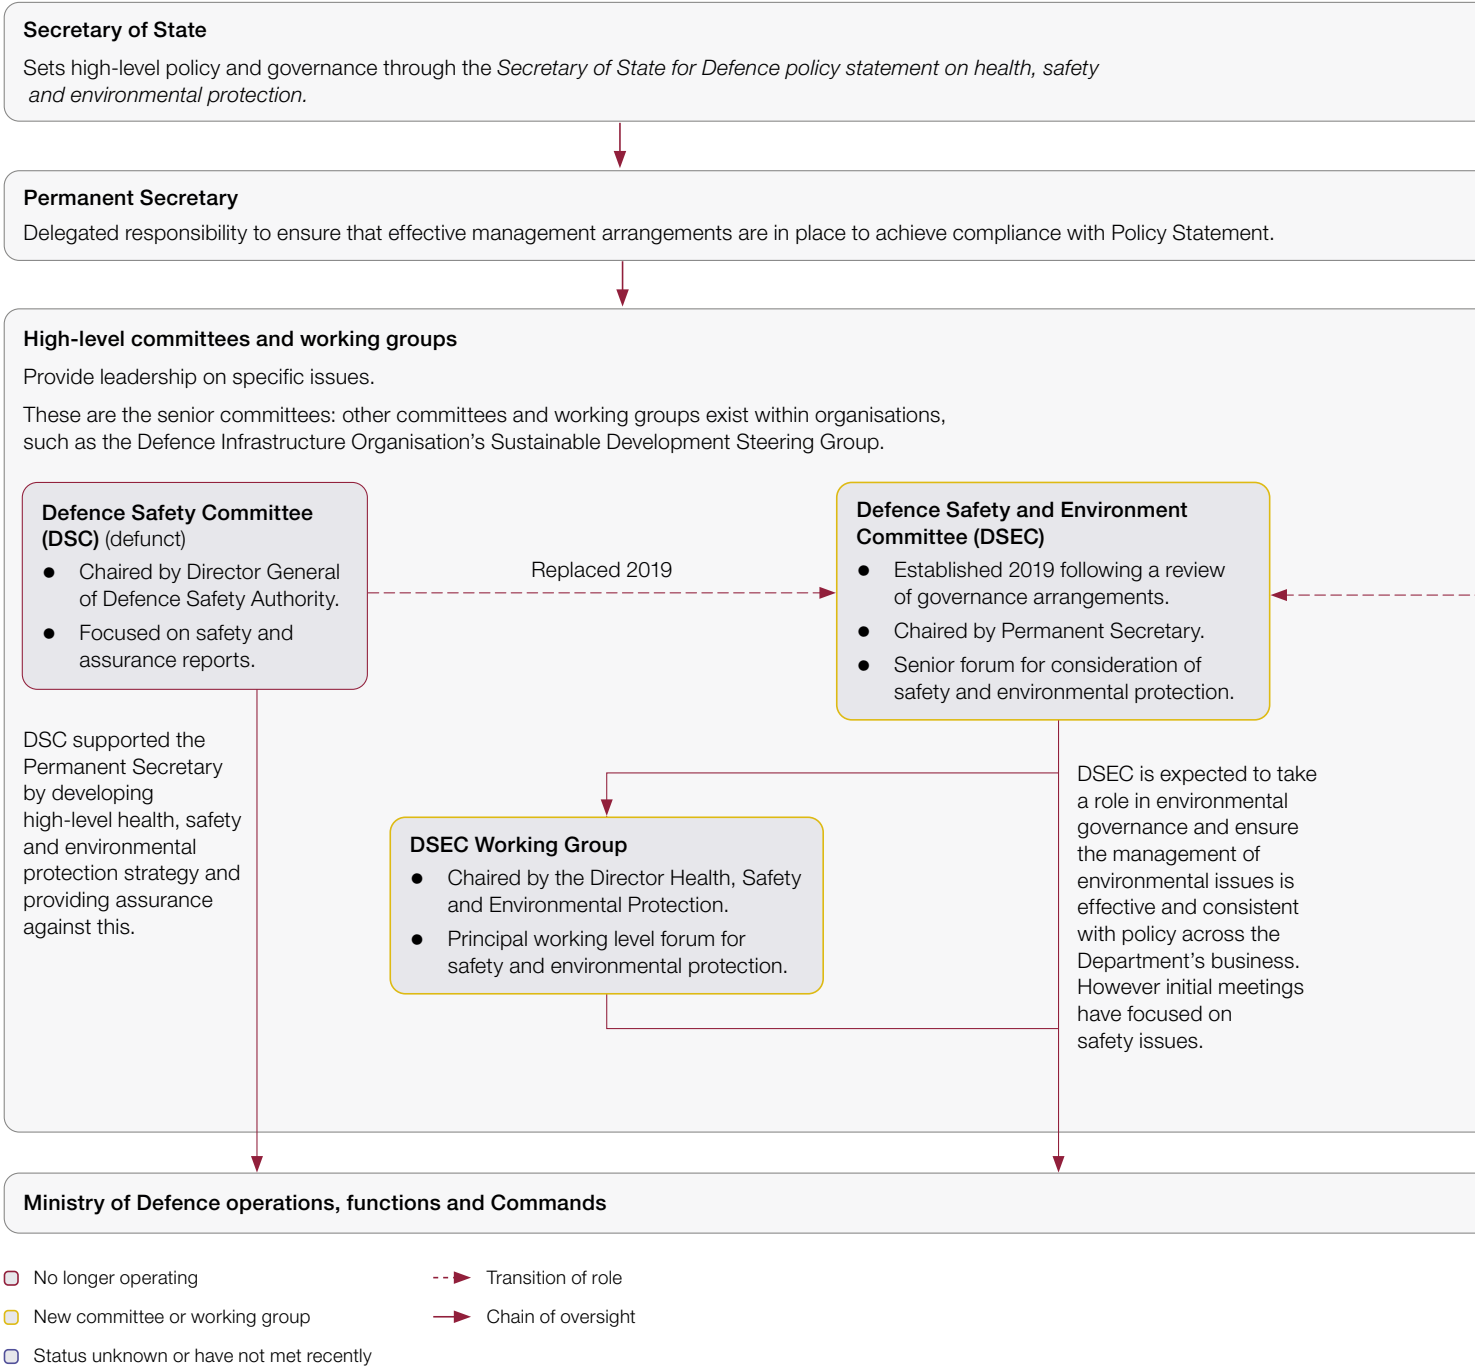 Secretary of State
Sets high-level policy and governance through the Secretary of State for Defence policy statement on health, safety
and environmental protection.
Permanent Secretary
Delegated responsibility to ensure that effective management arrangements are in place to achieve compliance with Policy Statement.
High-level committees and working groups
Provide leadership on specific issues.
These are the senior committees: other committees and working groups exist within organisations,
such as the Defence Infrastructure Organisation's Sustainable Development Steering Group.
Defence Safety Committee
(DSC) (defunct)
● Chaired by Director General
of Defence Safety Authority.
● Focused on safety and
assurance reports.
Replaced 2019
Defence Safety and Environment
Committee (DSEC)
● Established 2019 following a review
of governance arrangements.
● Chaired by Permanent Secretary.
● Senior forum for consideration of
safety and environmental protection.
DSC supported the
Permanent Secretary
by developing
high-level health, safety
and environmental
protection strategy and
providing assurance
against this.
DSEC Working Group
● Chaired by the Director Health, Safety
and Environmental Protection.
● Principal working level forum for
safety and environmental protection.
DSEC is expected to take
a role in environmental
governance and ensure
the management of
environmental issues is
effective and consistent
with policy across the
Department's business.
However initial meetings
have focused on
safety issues.
Ministry of Defence operations, functions and Commands
No longer operating
New committee or working group
Status unknown or have not met recently
Transition of role
Chain of oversight